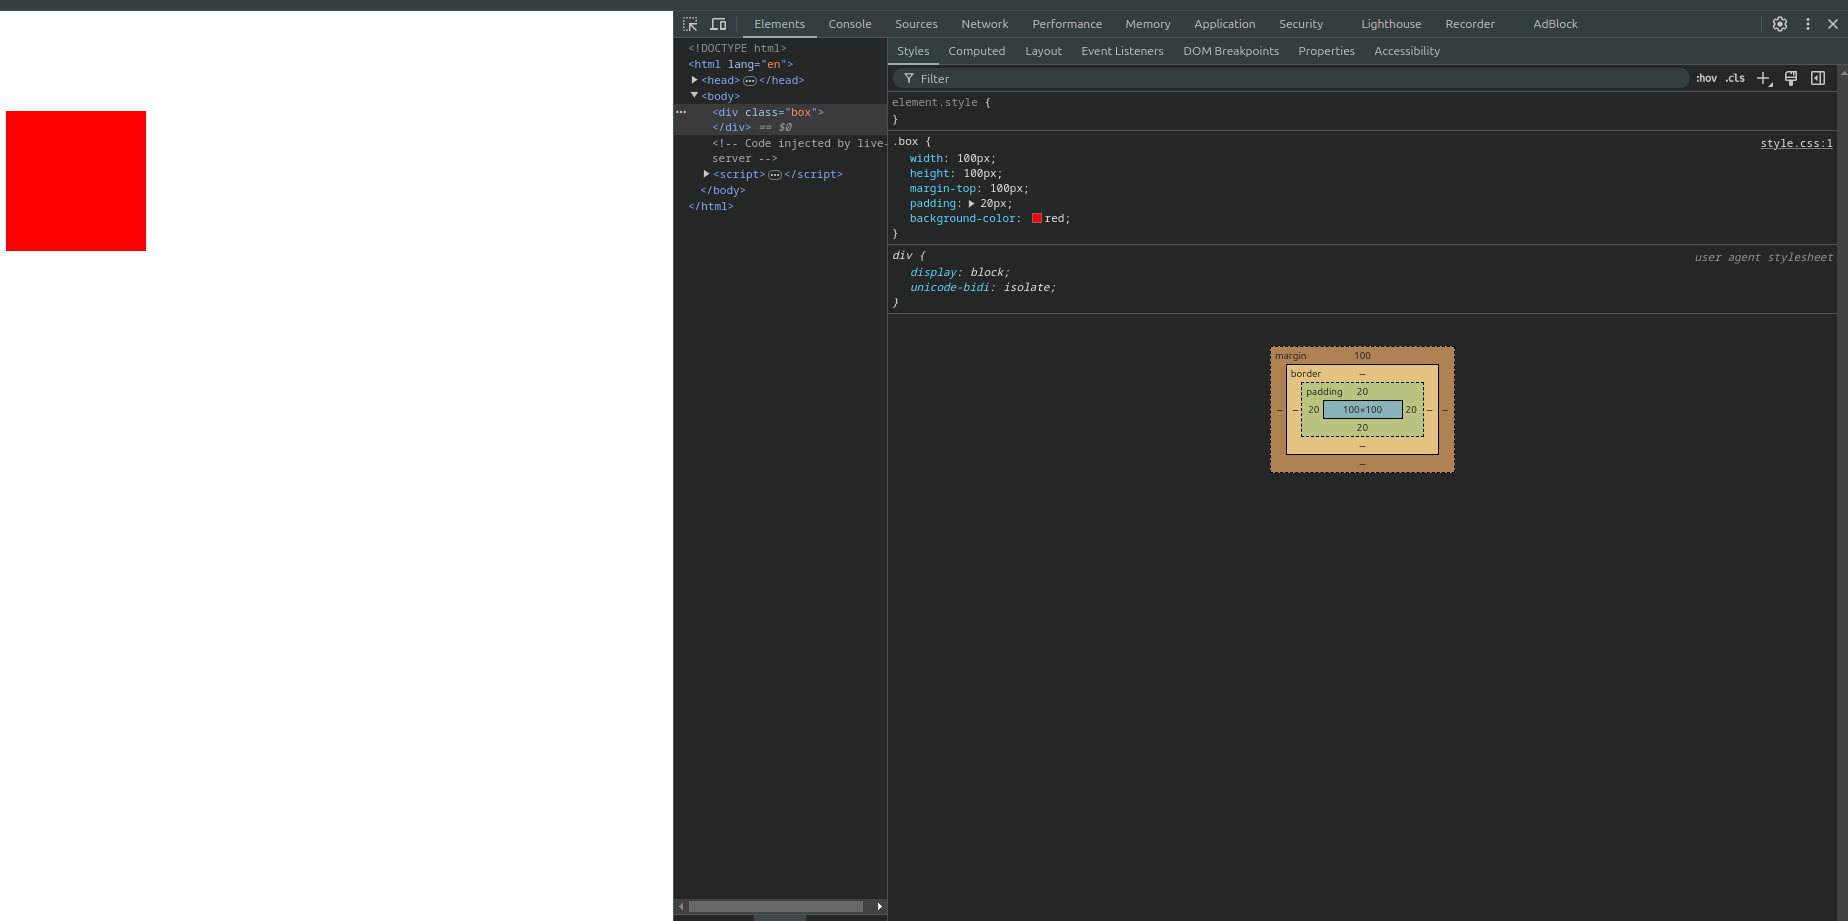 Elements Console Sources Network Performance Memory Application Security Lighthouse Recorder AdBlock
<!DOCTYPE html>
<html lang="en">
<head> ⋯ </head>
<body>
<div class="box">
</div> == $0
<!-- Code injected by live-
server -->
<script> ⋯ </script>
</body>
</html>
Styles Computed Layout Event Listeners DOM Breakpoints Properties Accessibility
Filter :hov .cls
element.style {
}
.box { style.css:1
width: 100px;
height: 100px;
margin-top: 100px;
padding: 20px;
background-color: red;
}
div { user agent stylesheet
display: block;
unicode-bidi: isolate;
}
margin 100
border –
padding 20
– – 20 100×100 20 – –
20
–
–